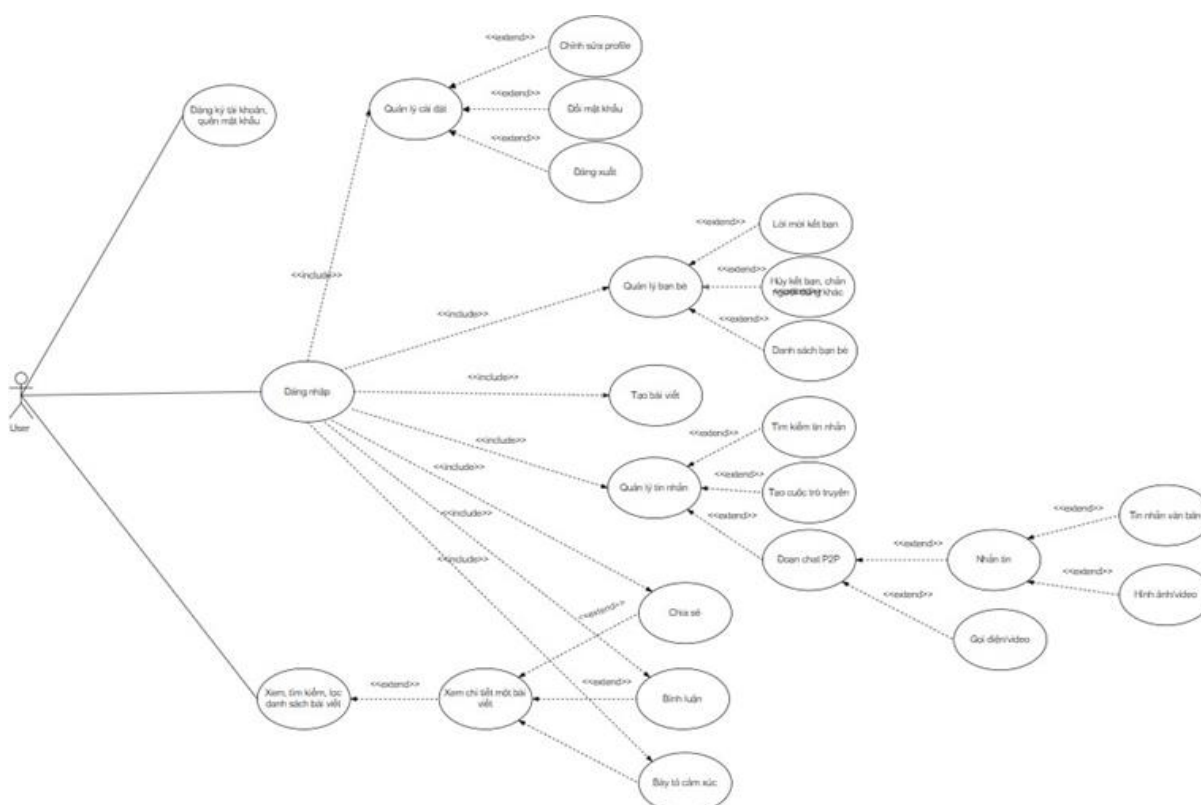 <<extend>>
Chỉnh sửa profile
Đăng ký tài khoản,
quên mật khẩu
Quản lý cài đặt
<<extend>>
Đổi mật khẩu
<<extend>>
Đăng xuất
<<extend>>
Lời mời kết bạn
<<include>>
Quản lý bạn bè
<<extend>>
Hủy kết bạn, chặn
người dùng khác
<<include>>
<<extend>>
Danh sách bạn bè
User
Đăng nhập
<<include>>
Tạo bài viết
<<extend>>
Tìm kiếm tin nhắn
<<include>>
<<include>>
Quản lý tin nhắn
<<extend>>
Tạo cuộc trò truyện
<<extend>>
Tin nhắn văn bản
<<include>>
<<extend>>
Đoạn chat P2P
<<extend>>
Nhắn tin
<<include>>
<<extend>>
Hình ảnh/video
<<extend>>
Chia sẻ
<<extend>>
Gọi điện/video
Xem, tìm kiếm, lọc
danh sách bài viết
<<extend>>
Xem chi tiết một bài
viết
<<extend>>
Bình luận
Bày tỏ cảm xúc